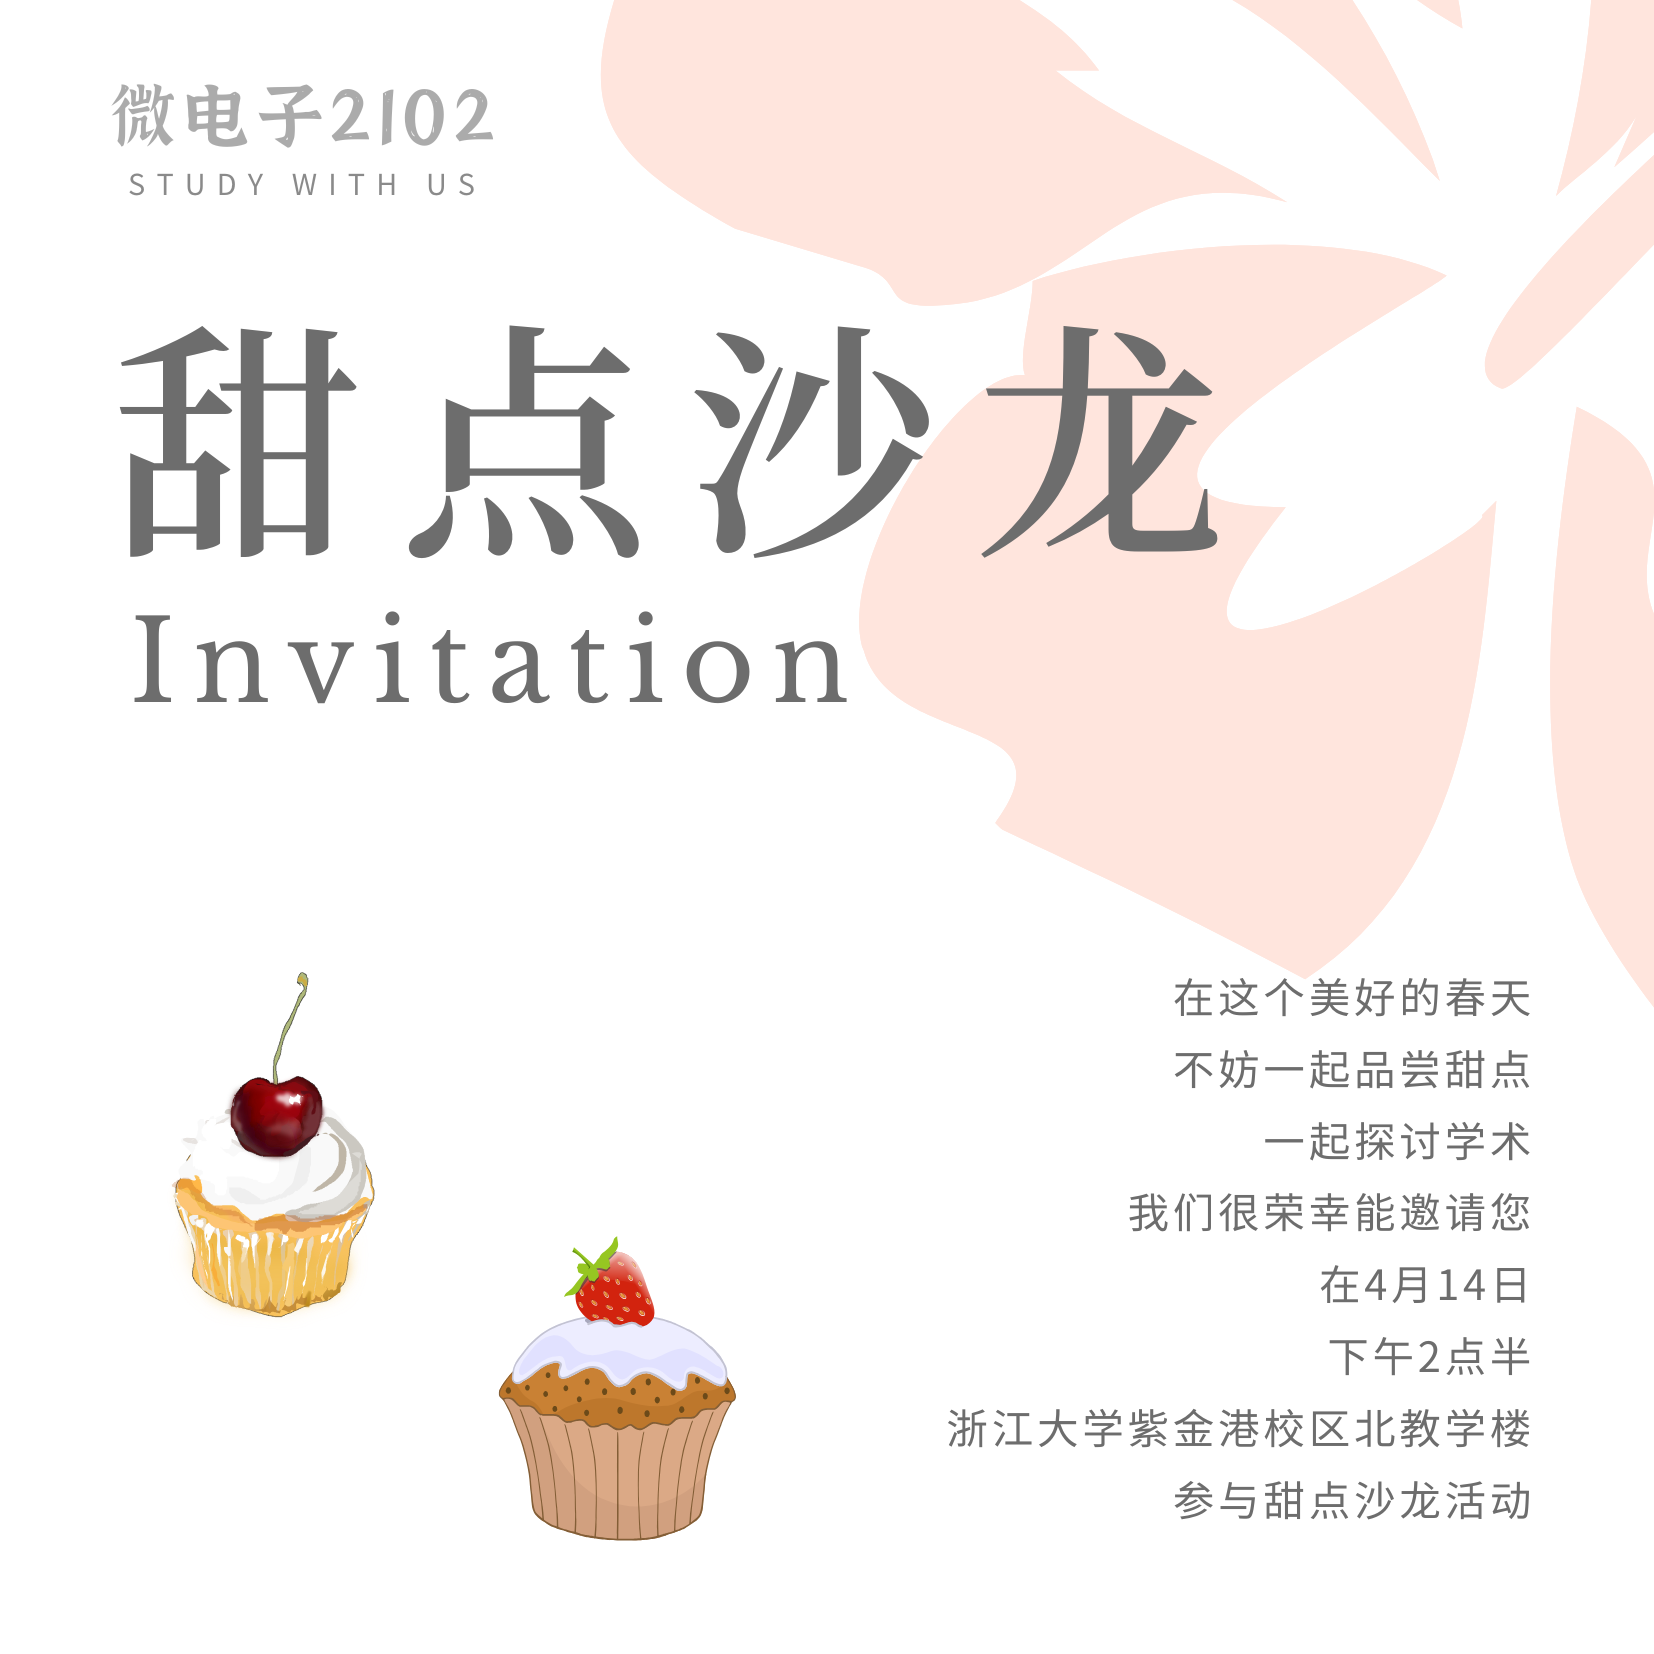 微电子2102
STUDY WITH US
甜点沙龙
Invitation
在这个美好的春天
不妨一起品尝甜点
一起探讨学术
我们很荣幸能邀请您
在4月14日
下午2点半
浙江大学紫金港校区北教学楼
参与甜点沙龙活动